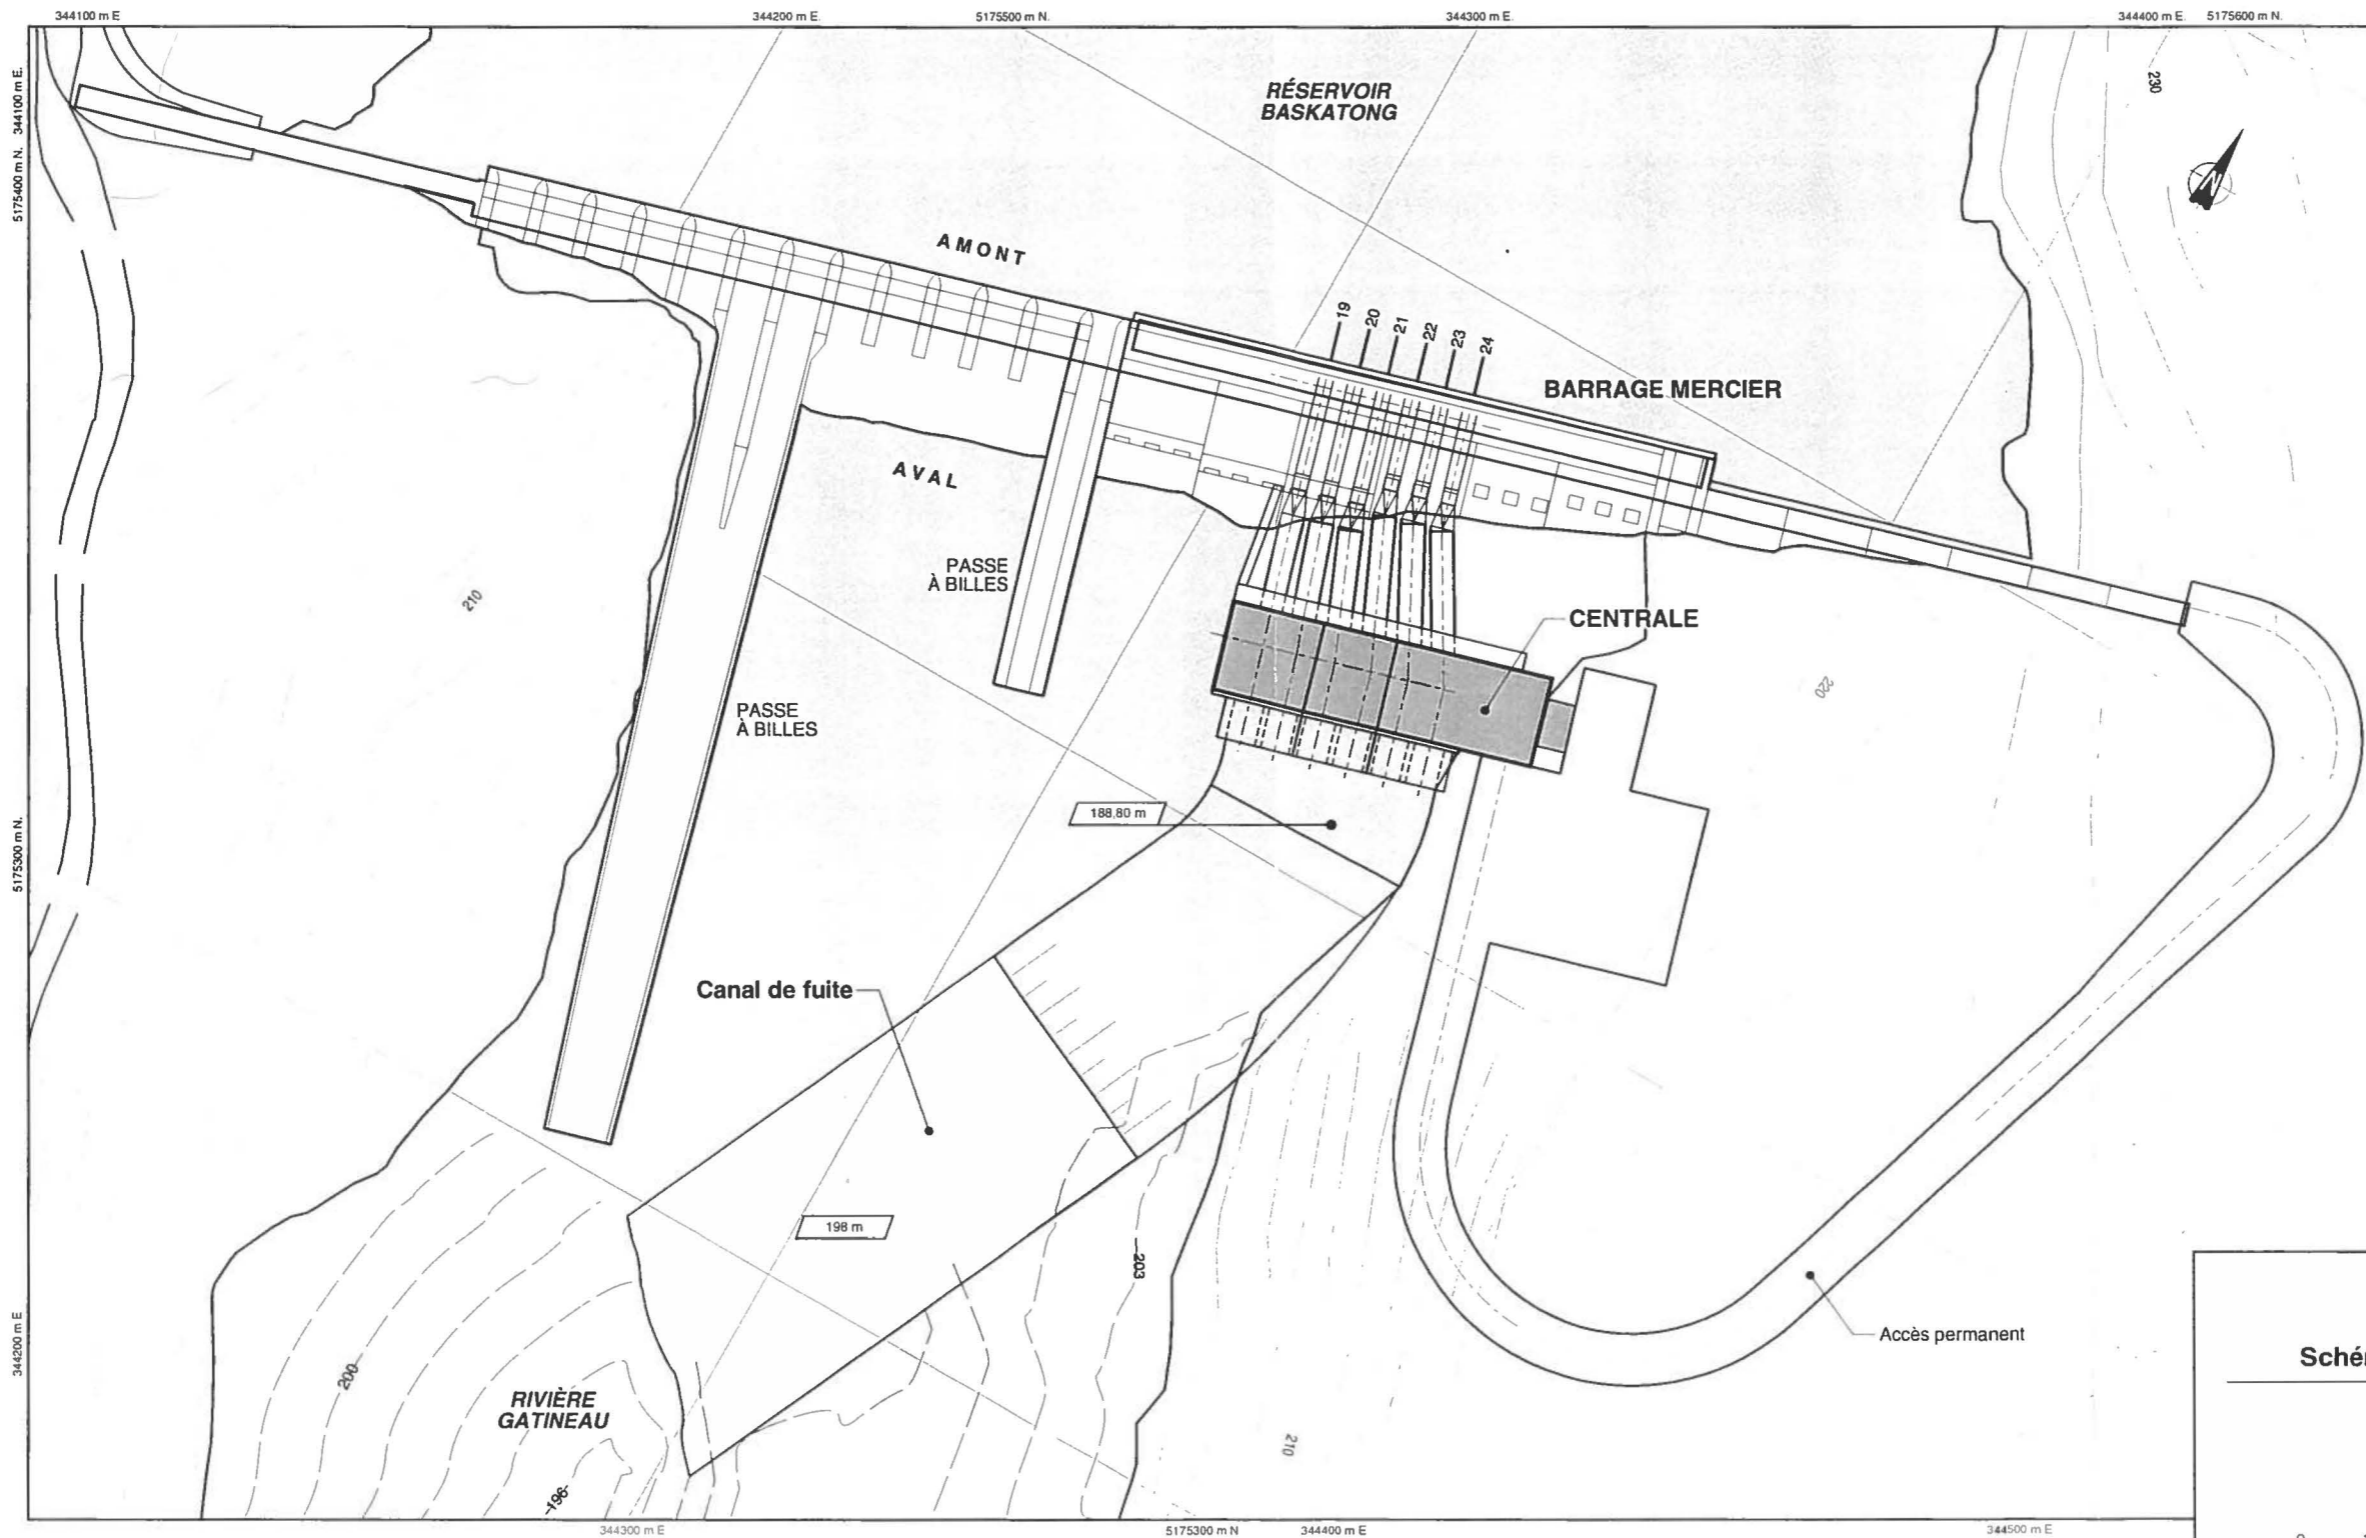 344100 m E
344200 m E.
5175500 m N.
344300 m E.
344400 m E.
5175600 m N.
344100 m E.
5175400 m N.
RÉSERVOIR
BASKATONG
230
N
AMONT
19
20
21
22
23
24
BARRAGE MERCIER
AVAL
PASSE
À BILLES
210
CENTRALE
220
PASSE
À BILLES
188,80 m
5175300 m N.
Canal de fuite
198 m
203
344200 m E
Accès permanent
200
RIVIÈRE
GATINEAU
210
196
344300 m E
5175300 m N
344400 m E
344500 m E